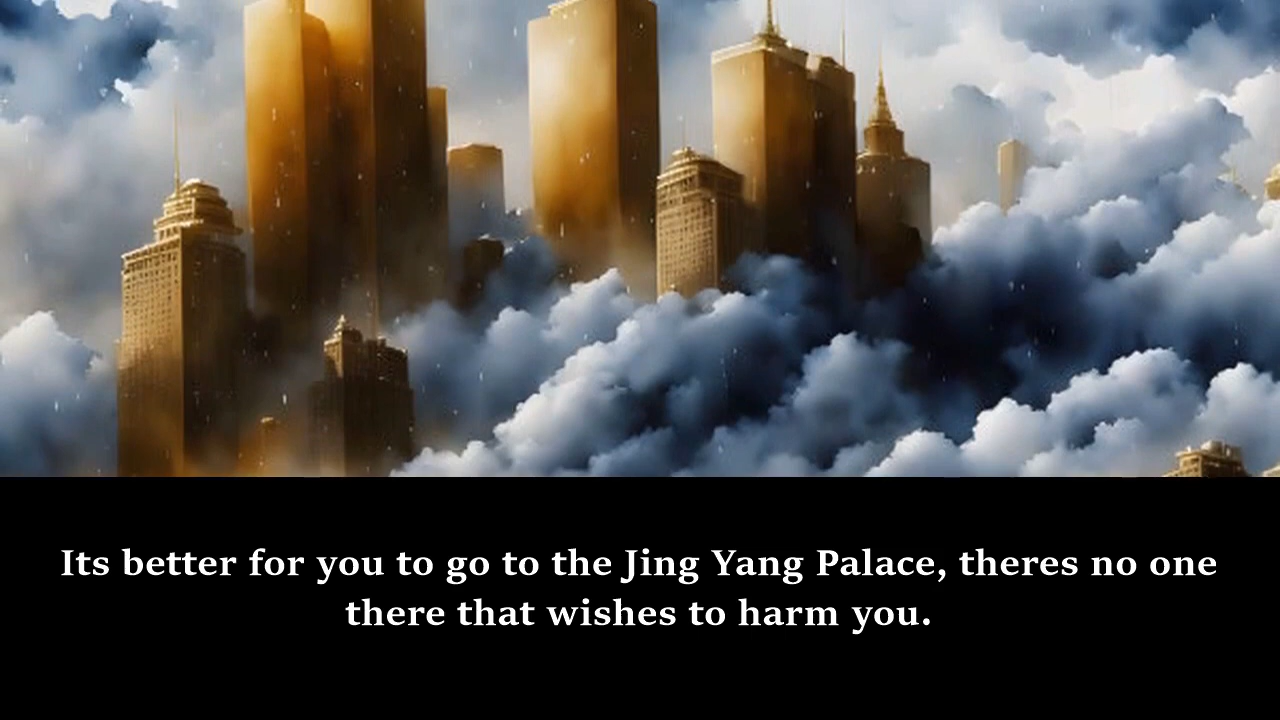 Its better for you to go to the Jing Yang Palace, theres no one
there that wishes to harm you.